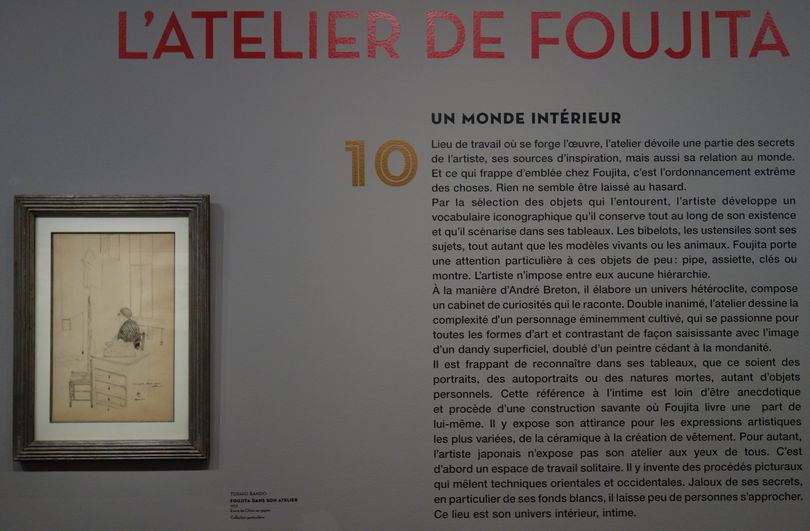 L'ATELIER DE FOUJITA
10
UN MONDE INTÉRIEUR
Lieu de travail où se forge l'œuvre, l'atelier dévoile une partie des secrets
de l'artiste, ses sources d'inspiration, mais aussi sa relation au monde.
Et ce qui frappe d'emblée chez Foujita, c'est l'ordonnancement extrême
des choses. Rien ne semble être laissé au hasard.
Par la sélection des objets qui l'entourent, l'artiste développe un
vocabulaire iconographique qu'il conserve tout au long de son existence
et qu'il scénarise dans ses tableaux. Les bibelots, les ustensiles sont ses
sujets, tout autant que les modèles vivants ou les animaux. Foujita porte
une attention particulière à ces objets de peu : pipe, assiette, clés ou
montre. L'artiste n'impose entre eux aucune hiérarchie.
À la manière d'André Breton, il élabore un univers hétéroclite, compose
un cabinet de curiosités qui le raconte. Double inanimé, l'atelier dessine la
complexité d'un personnage éminemment cultivé, qui se passionne pour
toutes les formes d'art et contrastant de façon saisissante avec l'image
d'un dandy superficiel, doublé d'un peintre cédant à la mondanité.
Il est frappant de reconnaître dans ses tableaux, que ce soient des
portraits, des autoportraits ou des natures mortes, autant d'objets
personnels. Cette référence à l'intime est loin d'être anecdotique
et procède d'une construction savante où Foujita livre une part de
lui-même. Il y expose son attirance pour les expressions artistiques
les plus variées, de la céramique à la création de vêtement. Pour autant,
l'artiste japonais n'expose pas son atelier aux yeux de tous. C'est
d'abord un espace de travail solitaire. Il y invente des procédés picturaux
qui mêlent techniques orientales et occidentales. Jaloux de ses secrets,
en particulier de ses fonds blancs, il laisse peu de personnes s'approcher.
Ce lieu est son univers intérieur, intime.
FOUJITA DANS SON ATELIER
Encre de Chine sur papier
Collection particulière